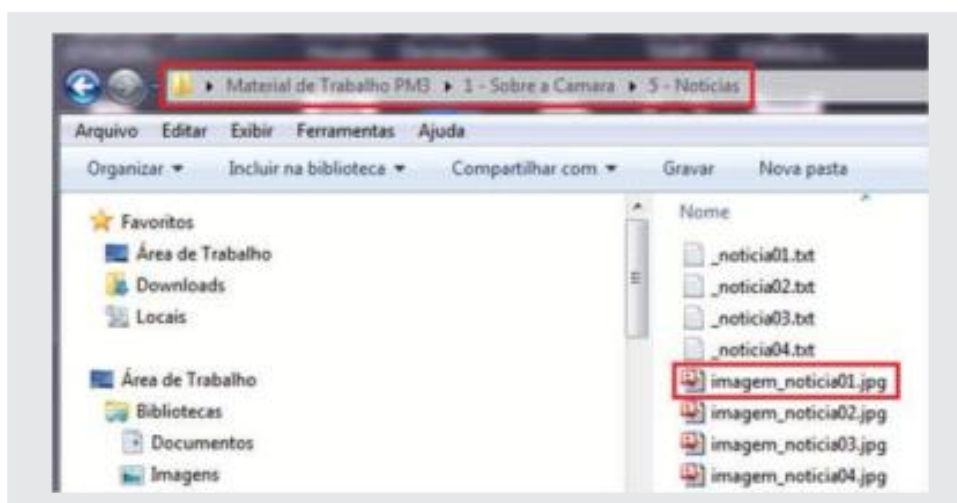 Material de Trabalho PM3 ▸ 1 - Sobre a Camara ▸ 5 - Noticias
Arquivo Editar Exibir Ferramentas Ajuda
Organizar Incluir na biblioteca Compartilhar com Gravar Nova pasta
Favoritos
Área de Trabalho
Downloads
Locais
Área de Trabalho
Bibliotecas
Documentos
Imagens
Nome
_noticia01.txt
_noticia02.txt
_noticia03.txt
_noticia04.txt
imagem_noticia01.jpg
imagem_noticia02.jpg
imagem_noticia03.jpg
imagem_noticia04.jpg